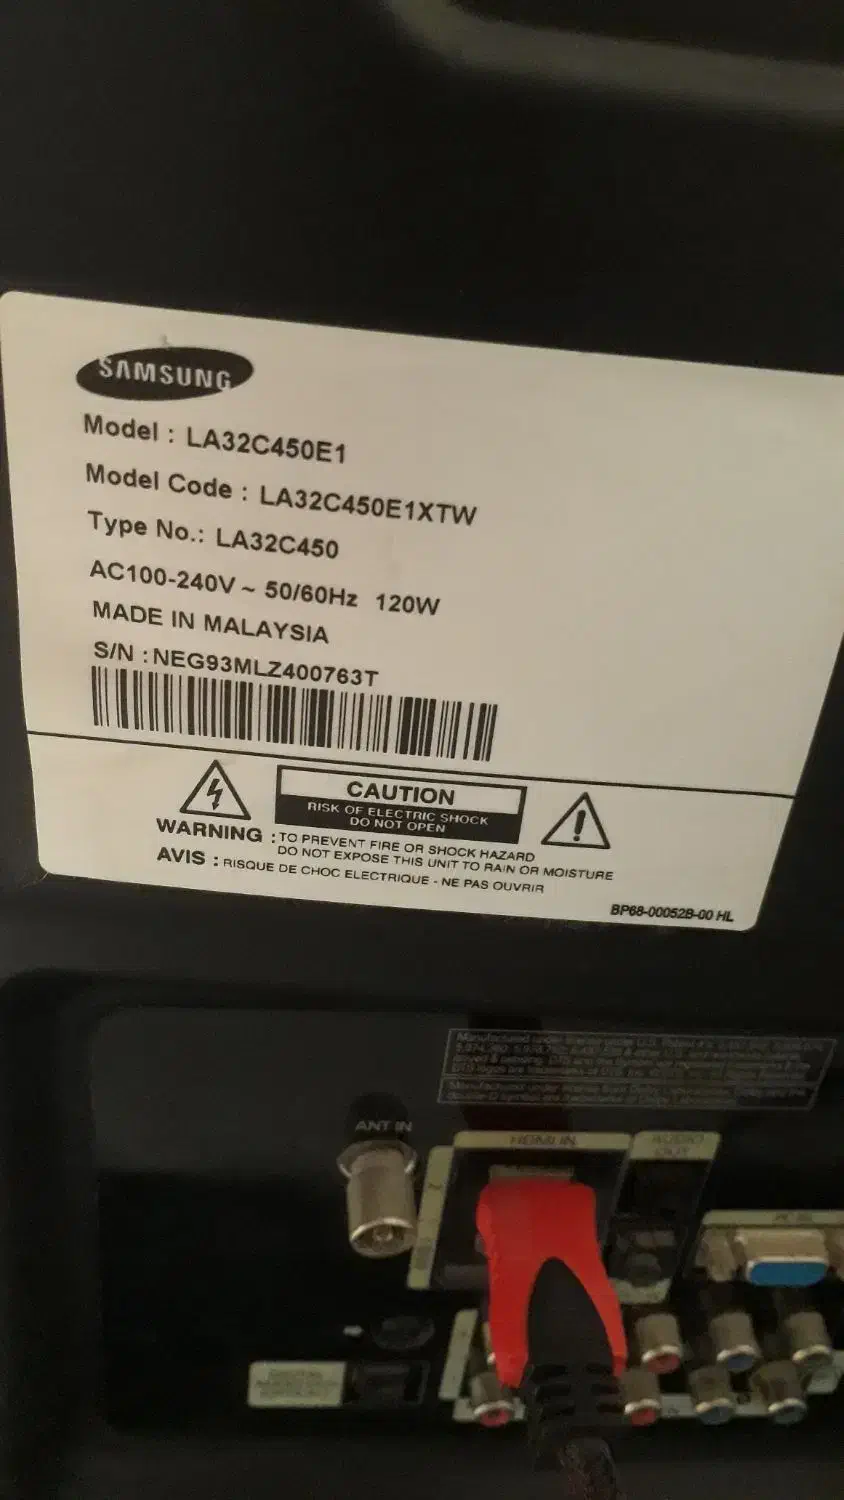 SAMSUNG
Model : LA32C450E1
Model Code : LA32C450E1XTW
Type No.: LA32C450
AC100-240V ~ 50/60Hz 120W
MADE IN MALAYSIA
S/N :NEG93MLZ400763T
CAUTION
RISK OF ELECTRIC SHOCK
DO NOT OPEN
WARNING : TO PREVENT FIRE OR SHOCK HAZARD
DO NOT EXPOSE THIS UNIT TO RAIN OR MOISTURE
AVIS : RISQUE DE CHOC ELECTRIQUE - NE PAS OUVRIR
BP68-00052B-00 HL
ANT IN
HDMI IN
AUDIO
OUT